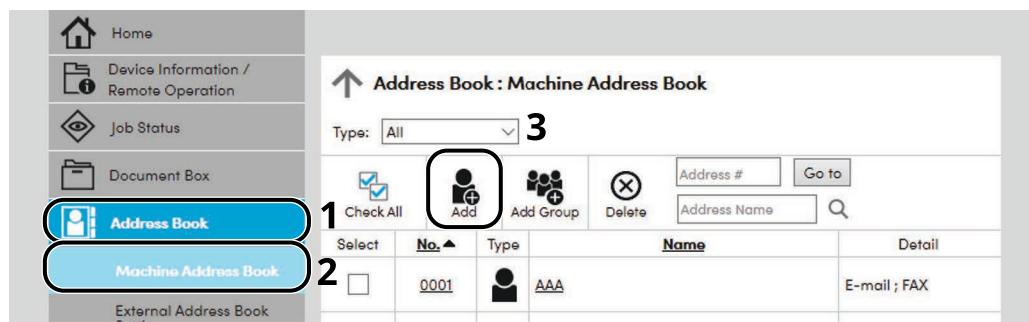 Home
Device Information /
Remote Operation
Job Status
Document Box
Address Book
Machine Address Book
External Address Book
1
2
Address Book : Machine Address Book
Type: All
3
Check All
Add
Add Group
Delete
Address #
Go to
Address Name
Select No. Type Name Detail
0001 AAA E-mail ; FAX